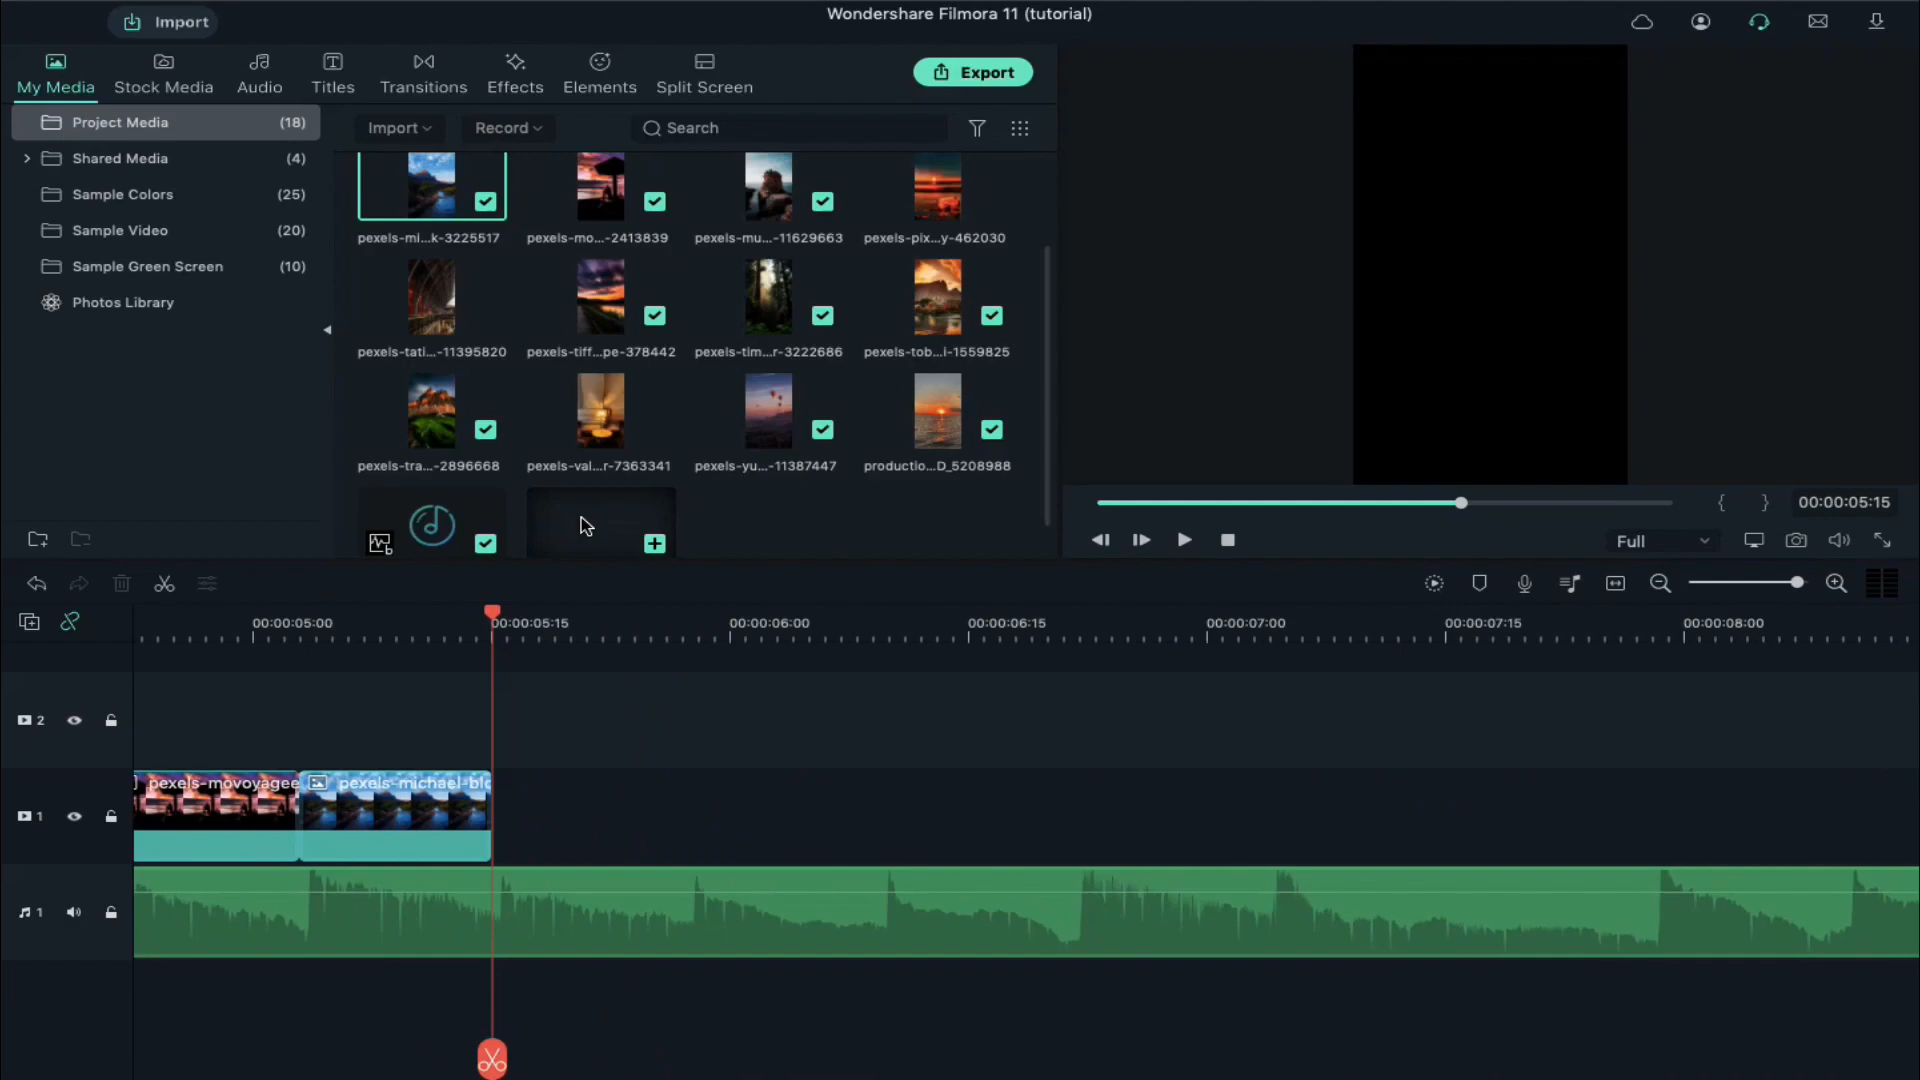 Wondershare Filmora 11 (tutorial)
Import
My Media
Stock Media
Audio
Titles
Transitions
Effects
Elements
Split Screen
Export
Project Media (18)
Shared Media (4)
Sample Colors (25)
Sample Video (20)
Sample Green Screen (10)
Photos Library
Import
Record
Search
pexels-mi...k-3225517
pexels-mo...-2413839
pexels-mu...-11629663
pexels-pix...y-462030
pexels-tati...-11395820
pexels-tiff...pe-378442
pexels-tim...r-3222686
pexels-tob...i-1559825
pexels-tra...-2896668
pexels-val...r-7363341
pexels-yu...-11387447
productio...D_5208988
{ } 00:00:05:15
Full
00:00:05:00
00:00:05:15
00:00:06:00
00:00:06:15
00:00:07:00
00:00:07:15
00:00:08:00
2
pexels-movoyagee
pexels-michael-blo
1
1